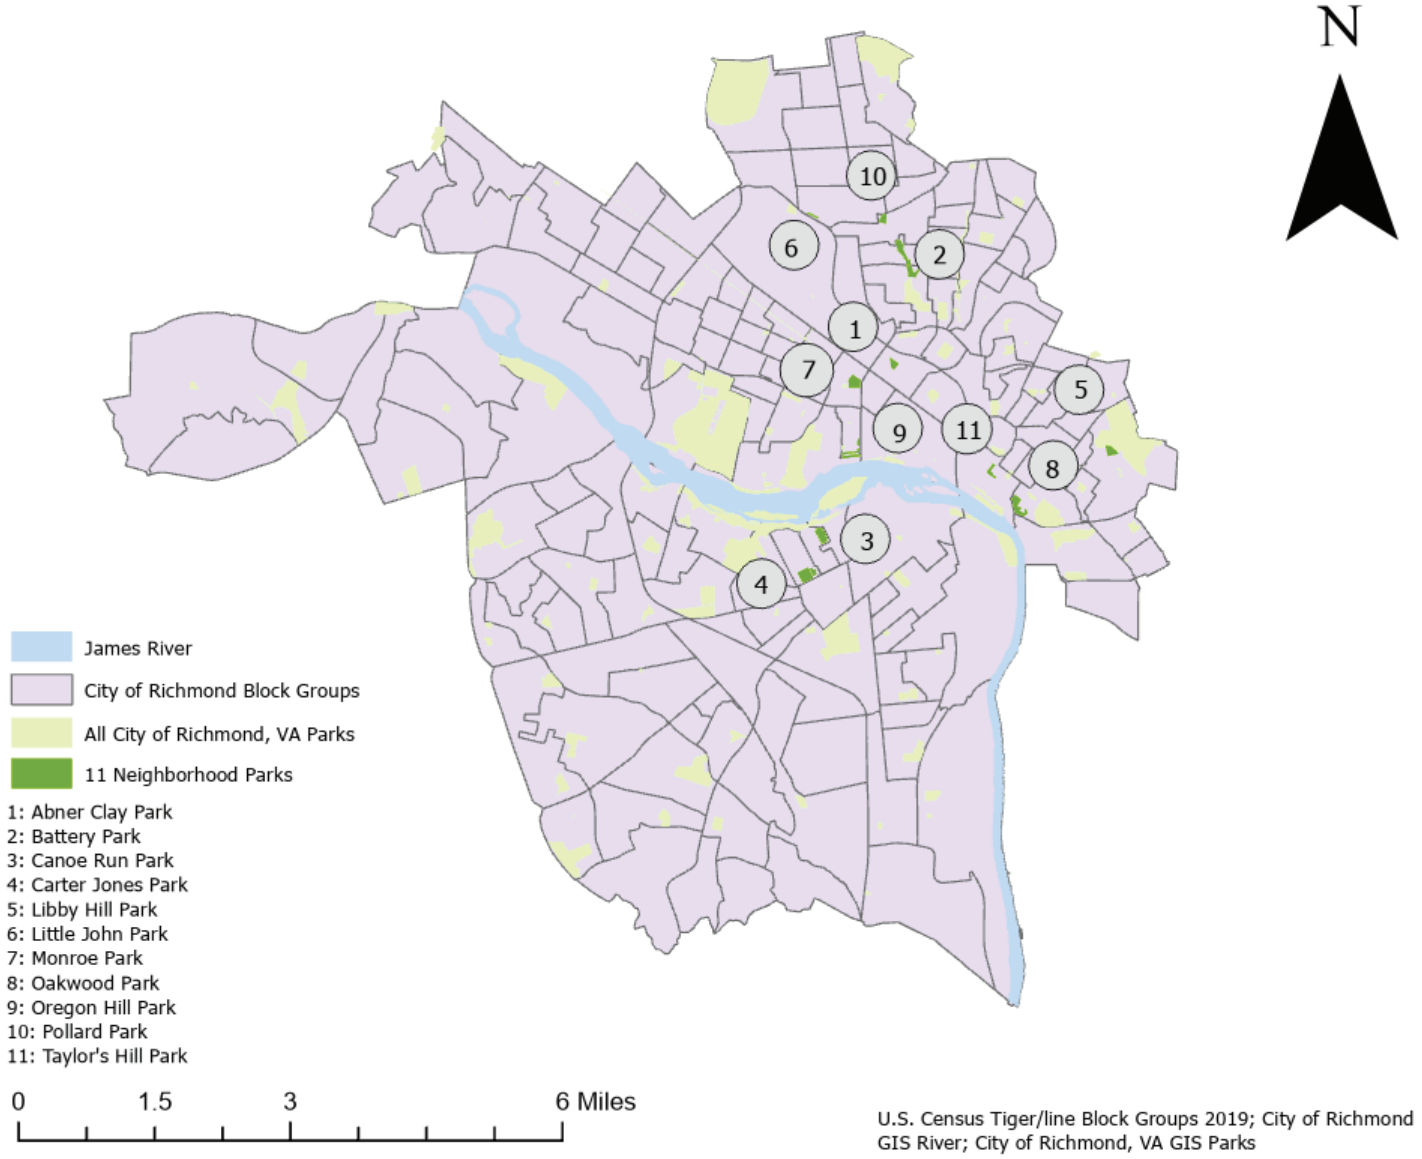 N
10
6
2
1
7
5
9
11
8
3
4
James River
City of Richmond Block Groups
All City of Richmond, VA Parks
11 Neighborhood Parks
1: Abner Clay Park
2: Battery Park
3: Canoe Run Park
4: Carter Jones Park
5: Libby Hill Park
6: Little John Park
7: Monroe Park
8: Oakwood Park
9: Oregon Hill Park
10: Pollard Park
11: Taylor's Hill Park
0 1.5 3 6 Miles
U.S. Census Tiger/line Block Groups 2019; City of Richmond
GIS River; City of Richmond, VA GIS Parks